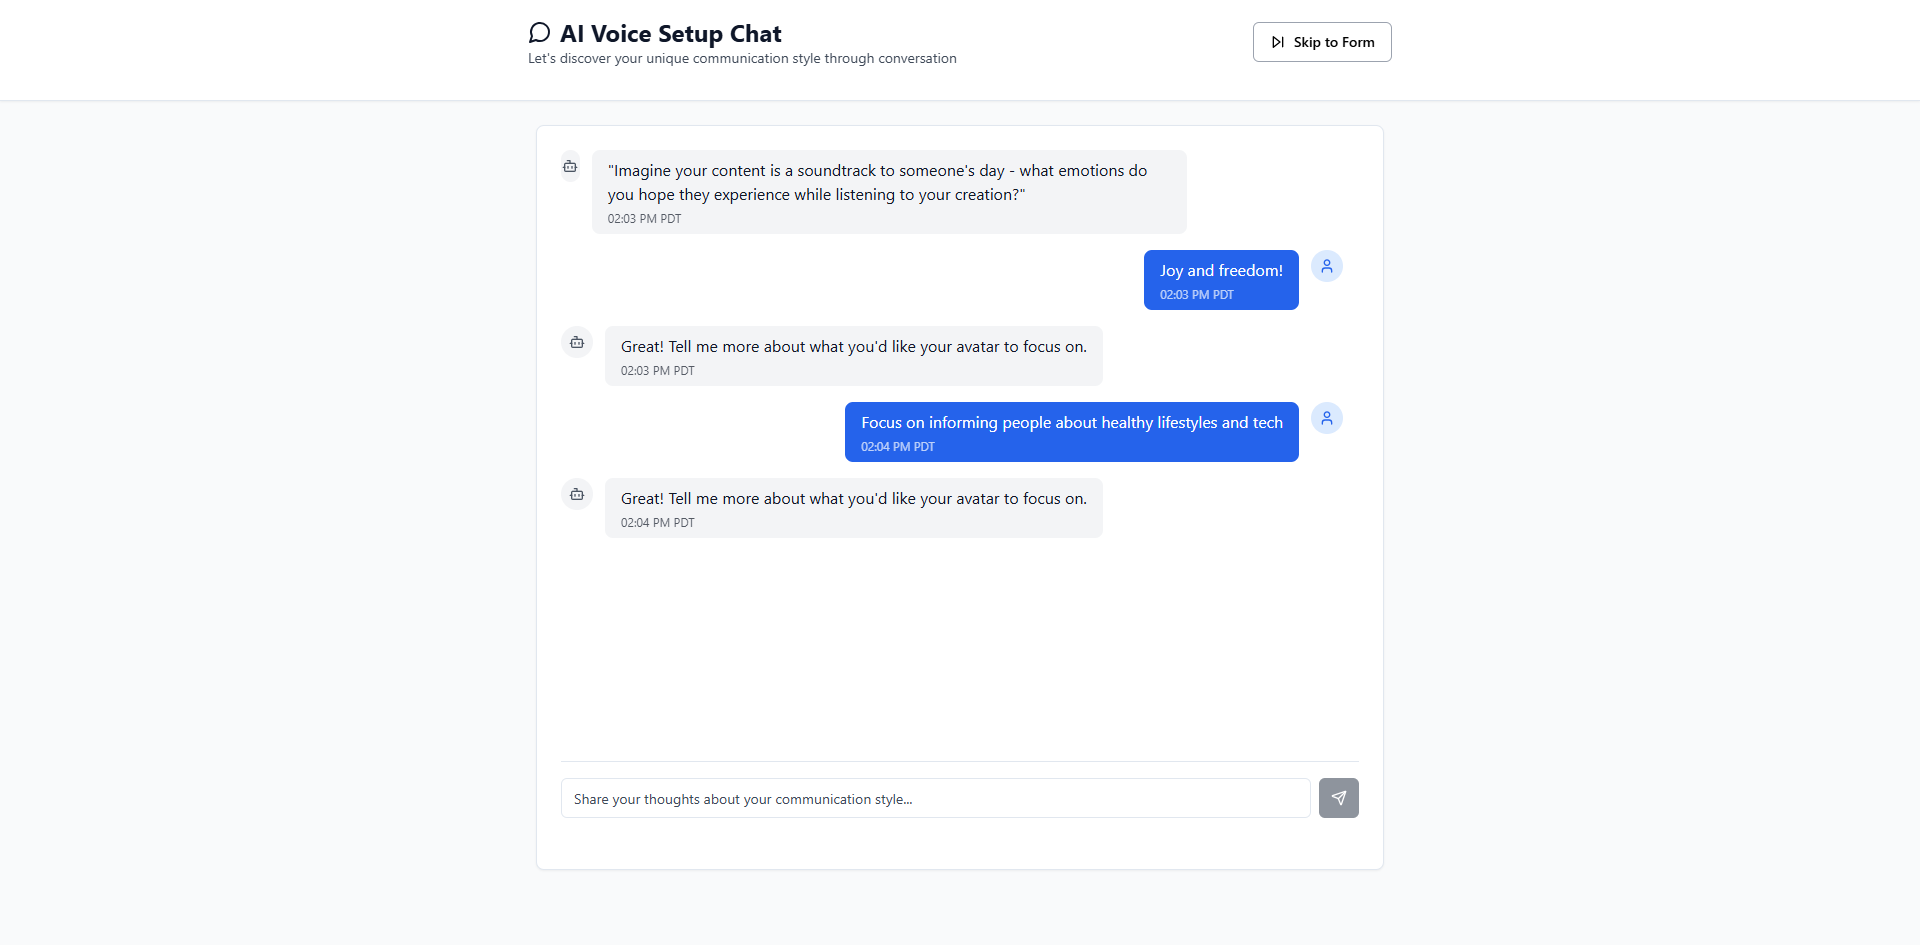 AI Voice Setup Chat
Let's discover your unique communication style through conversation
Skip to Form
"Imagine your content is a soundtrack to someone's day - what emotions do
you hope they experience while listening to your creation?"
02:03 PM PDT
Joy and freedom!
02:03 PM PDT
Great! Tell me more about what you'd like your avatar to focus on.
02:03 PM PDT
Focus on informing people about healthy lifestyles and tech
02:04 PM PDT
Great! Tell me more about what you'd like your avatar to focus on.
02:04 PM PDT
Share your thoughts about your communication style...